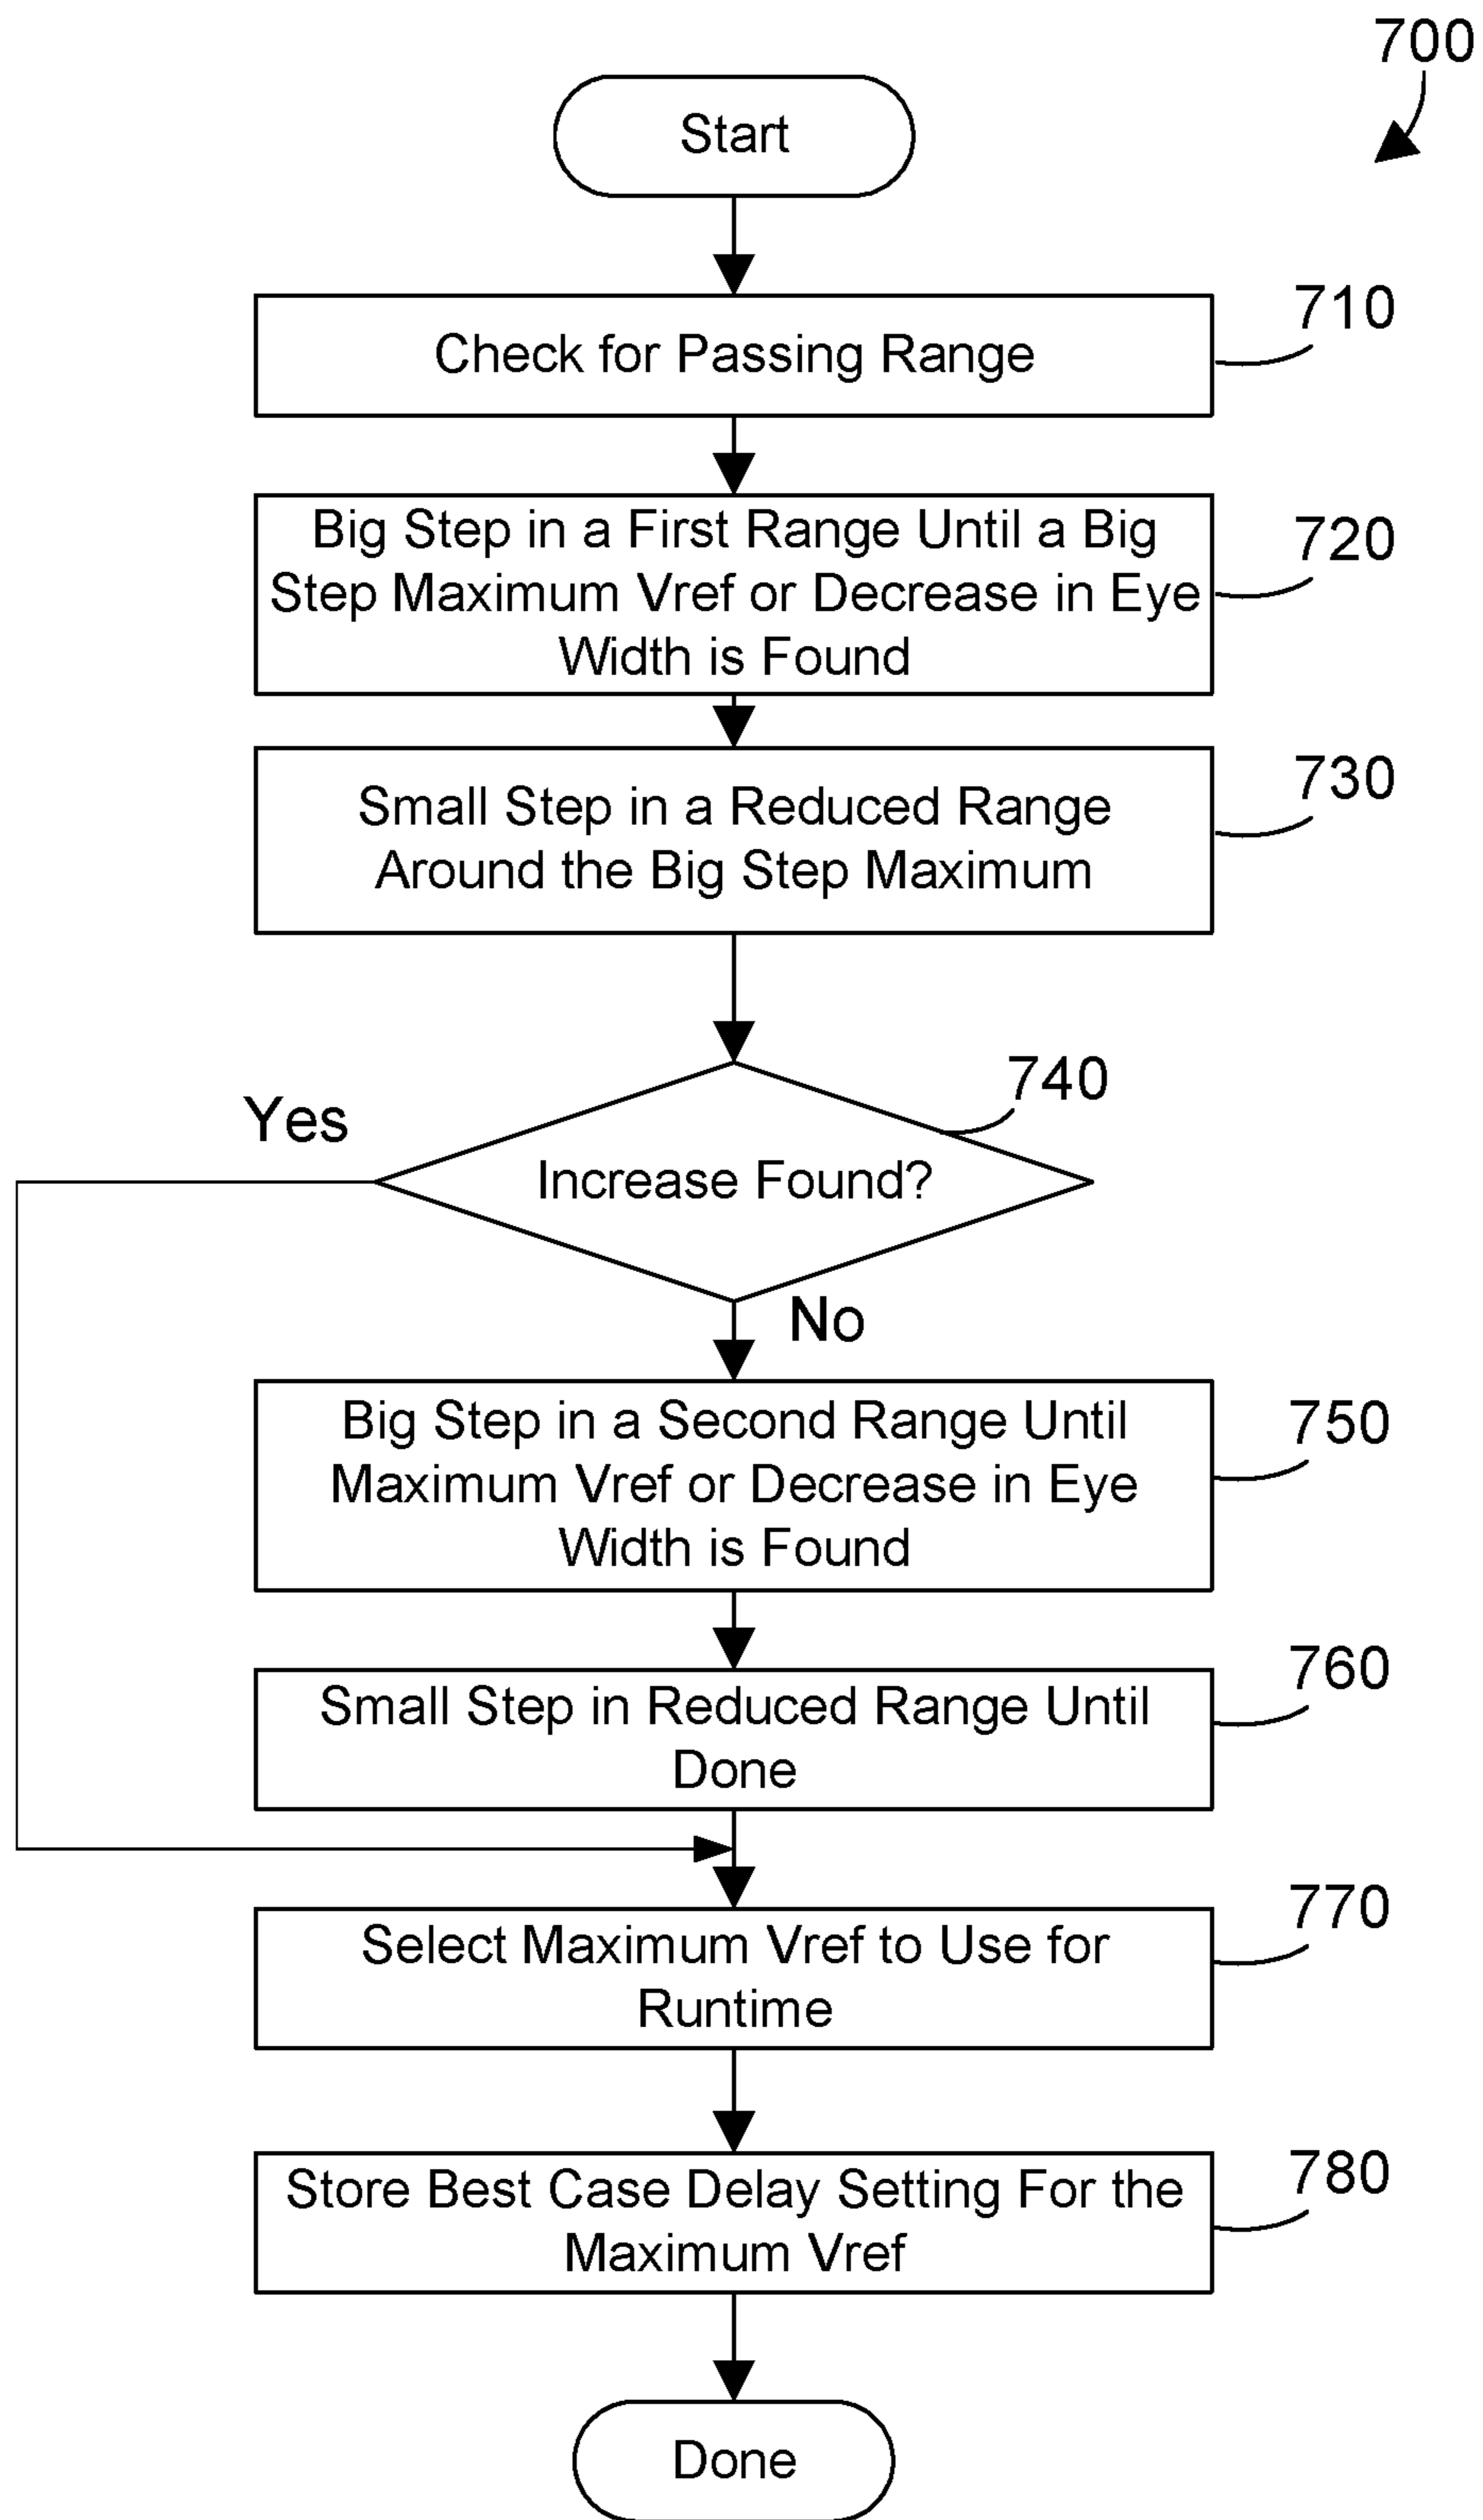 700
Start
710
Check for Passing Range
720
Big Step in a First Range Until a Big
Step Maximum Vref or Decrease in Eye
Width is Found
730
Small Step in a Reduced Range
Around the Big Step Maximum
740
Yes
Increase Found?
No
750
Big Step in a Second Range Until
Maximum Vref or Decrease in Eye
Width is Found
760
Small Step in Reduced Range Until
Done
770
Select Maximum Vref to Use for
Runtime
780
Store Best Case Delay Setting For the
Maximum Vref
Done